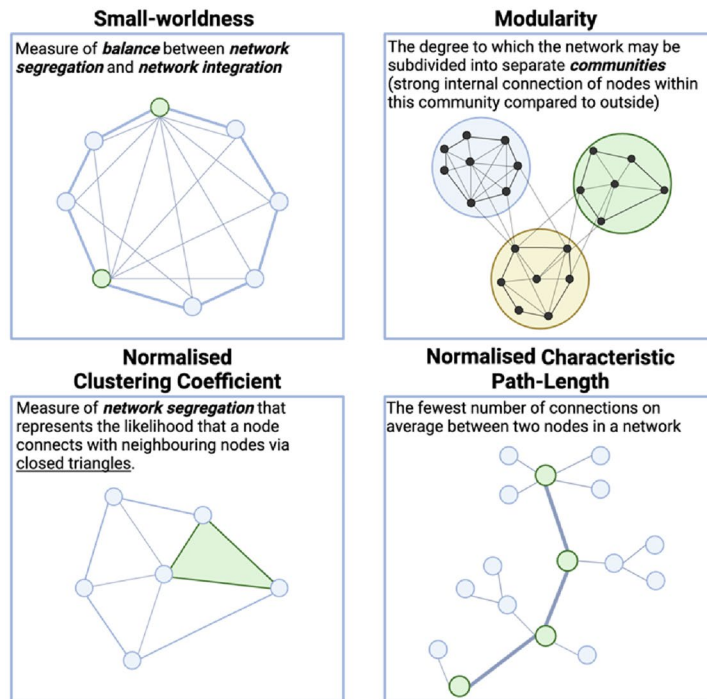 Small-worldness
Measure of balance between network
segregation and network integration
Modularity
The degree to which the network may be
subdivided into separate communities
(strong internal connection of nodes within
this community compared to outside)
Normalised
Clustering Coefficient
Measure of network segregation that
represents the likelihood that a node
connects with neighbouring nodes via
closed triangles.
Normalised Characteristic
Path-Length
The fewest number of connections on
average between two nodes in a network